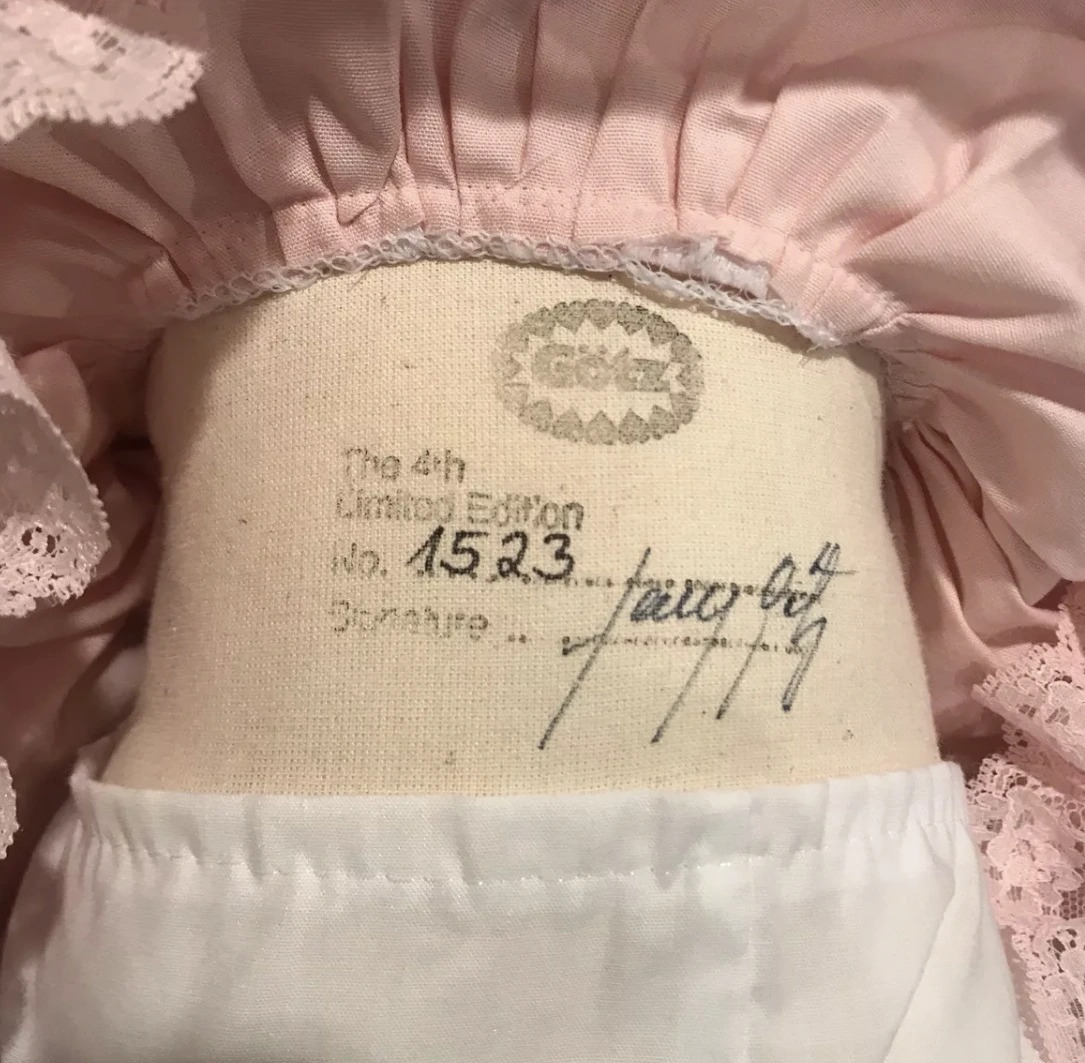 Götz
The 4th
Limited Edition
No. 1523
Signature